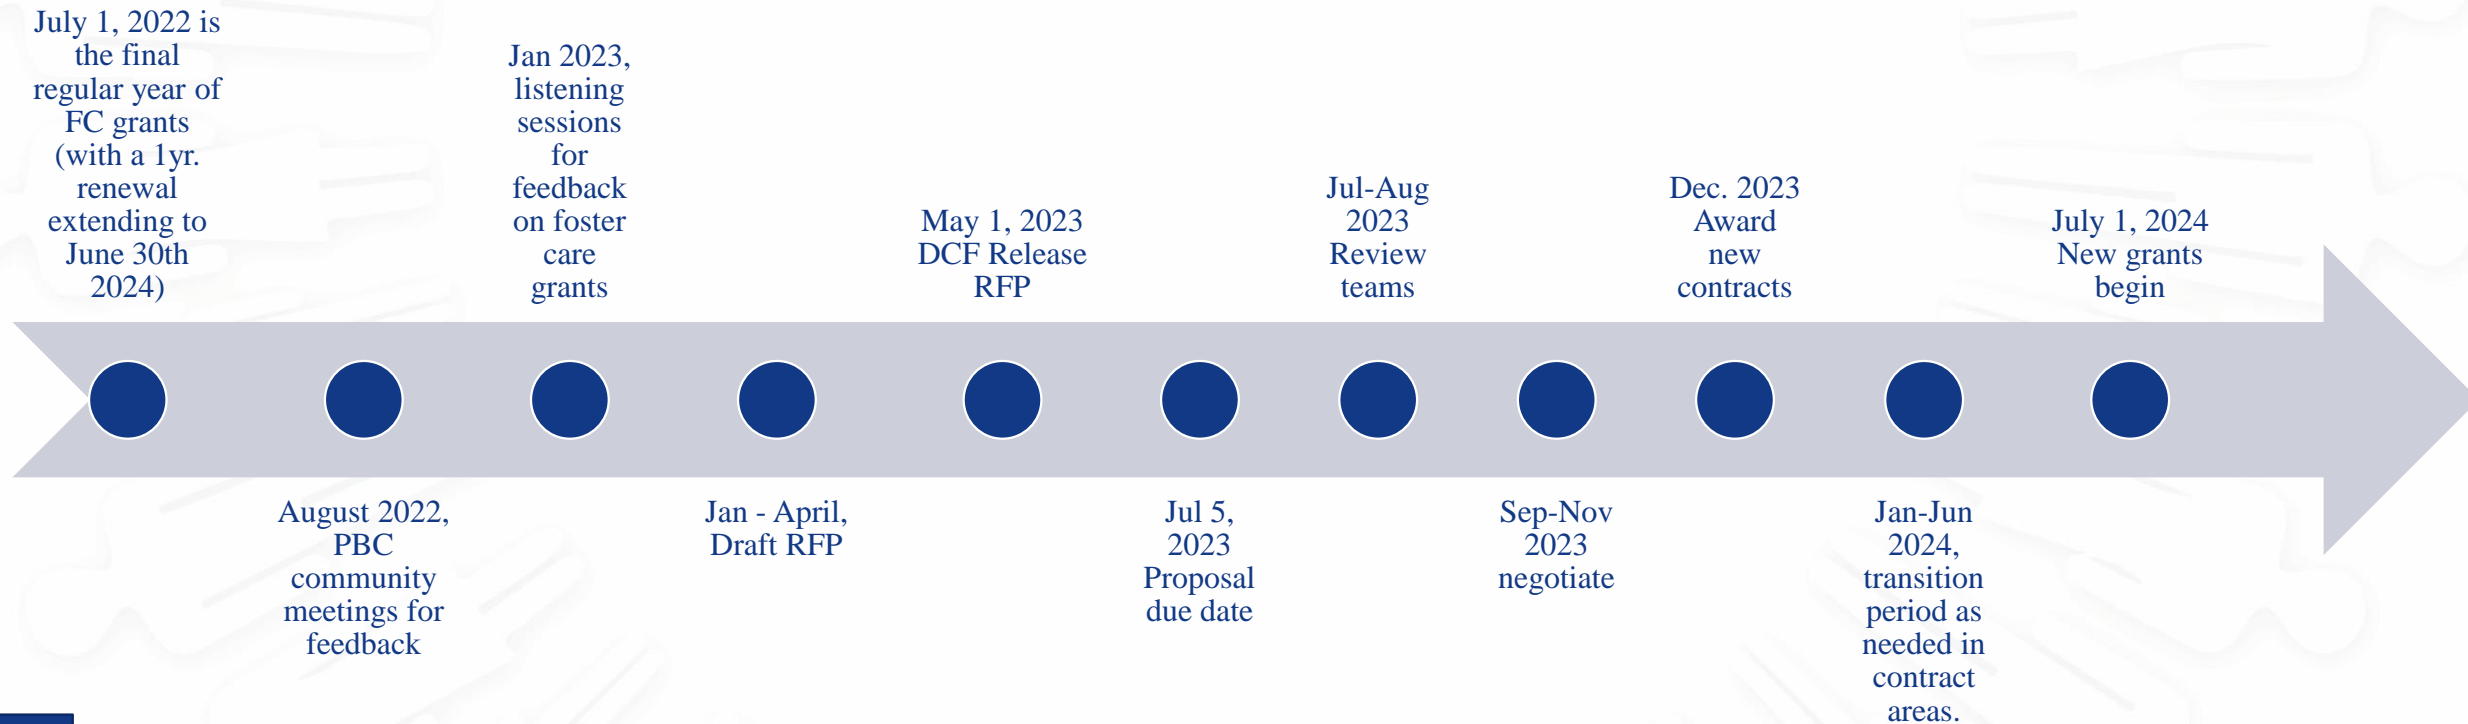 July 1, 2022 is
the final
regular year of
FC grants
(with a 1yr.
renewal
extending to
June 30th
2024)
August 2022,
PBC
community
meetings for
feedback
Jan 2023,
listening
sessions
for
feedback
on foster
care
grants
Jan - April,
Draft RFP
May 1, 2023
DCF Release
RFP
Jul 5,
2023
Proposal
due date
Jul-Aug
2023
Review
teams
Sep-Nov
2023
negotiate
Dec. 2023
Award
new
contracts
Jan-Jun
2024,
transition
period as
needed in
contract
areas.
July 1, 2024
New grants
begin